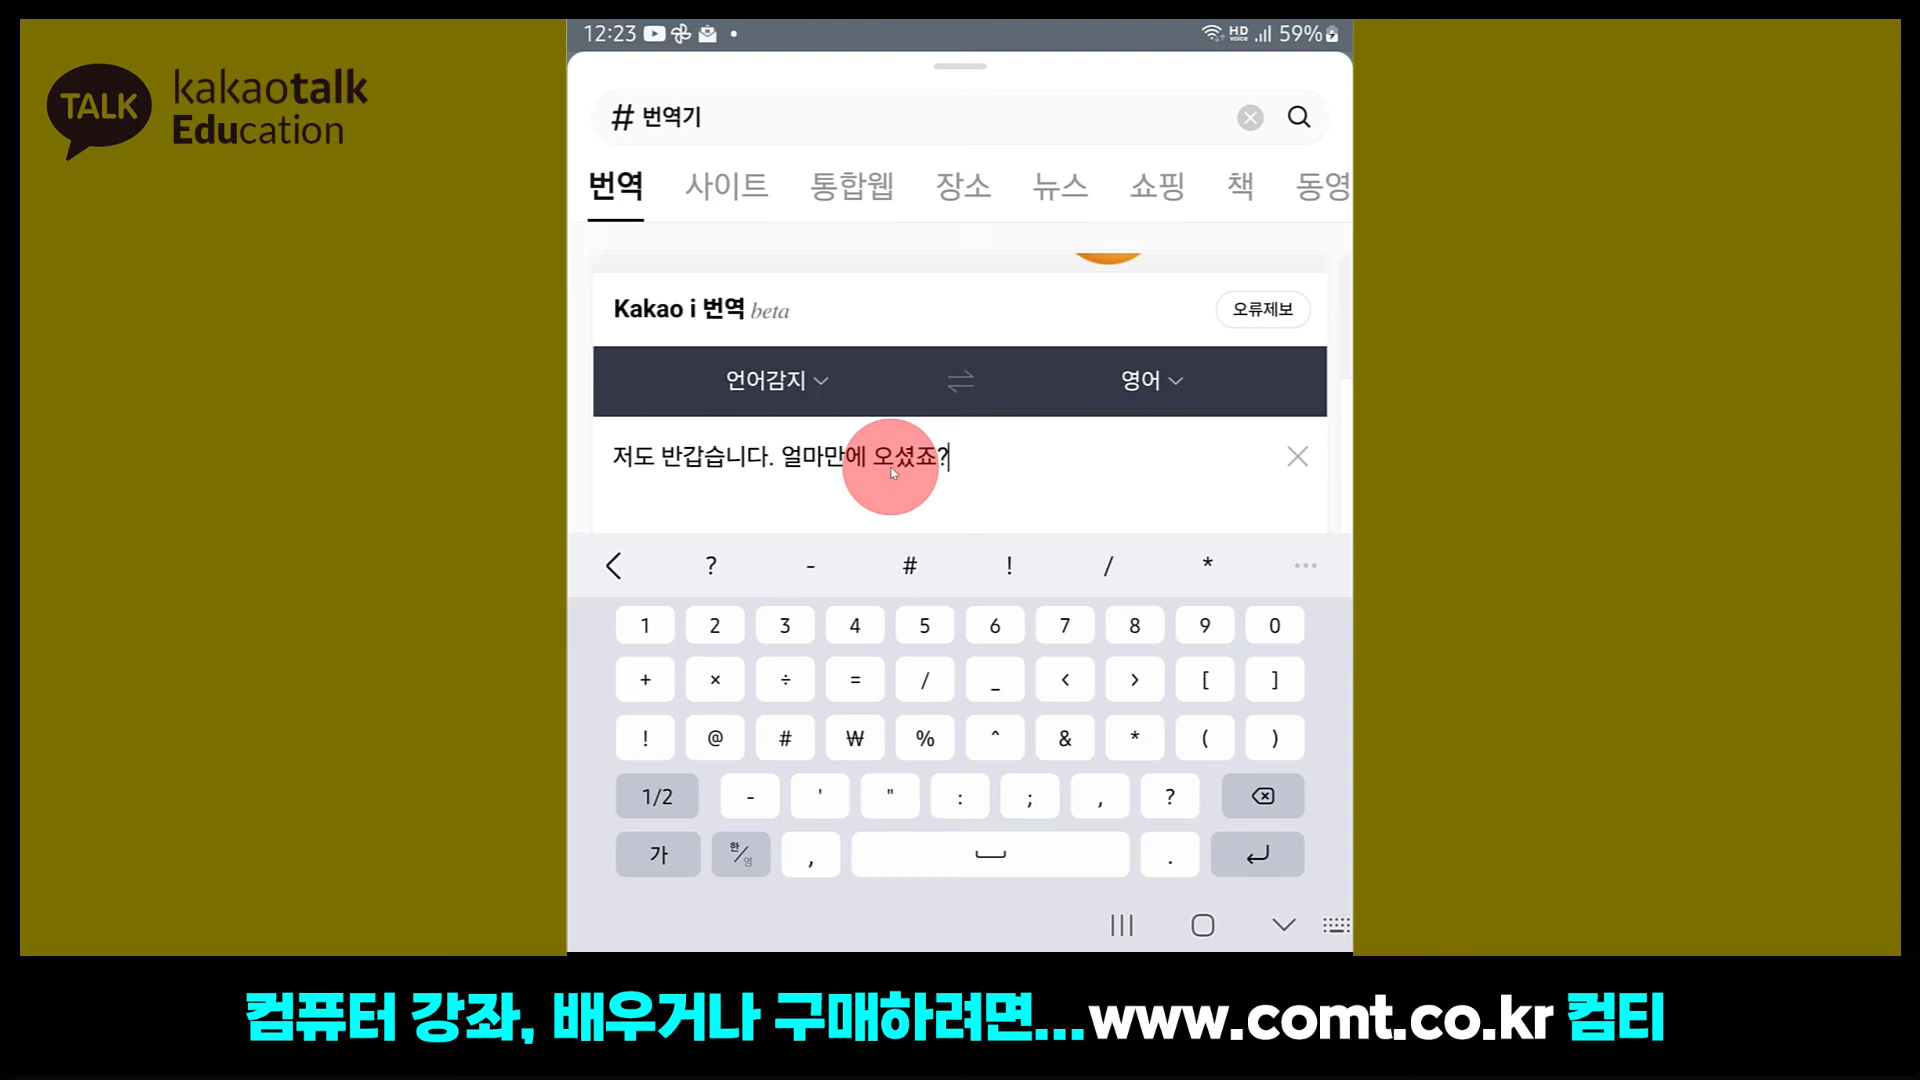 12:23 HD voice 59%
TALK kakaotalk
Education
# 번역기
번역 사이트 통합웹 장소 뉴스 쇼핑 책 동영
Kakao i 번역 beta 오류제보
언어감지 영어
저도 반갑습니다. 얼마만에 오셨죠?
? - # ! / * ...
1 2 3 4 5 6 7 8 9 0
+ × ÷ = / _ < > [ ]
! @ # ₩ % ^ & * ( )
1/2 - ' " : ; , ?
가 한/영 , .
컴퓨터 강좌, 배우거나 구매하려면...www.comt.co.kr 컴티